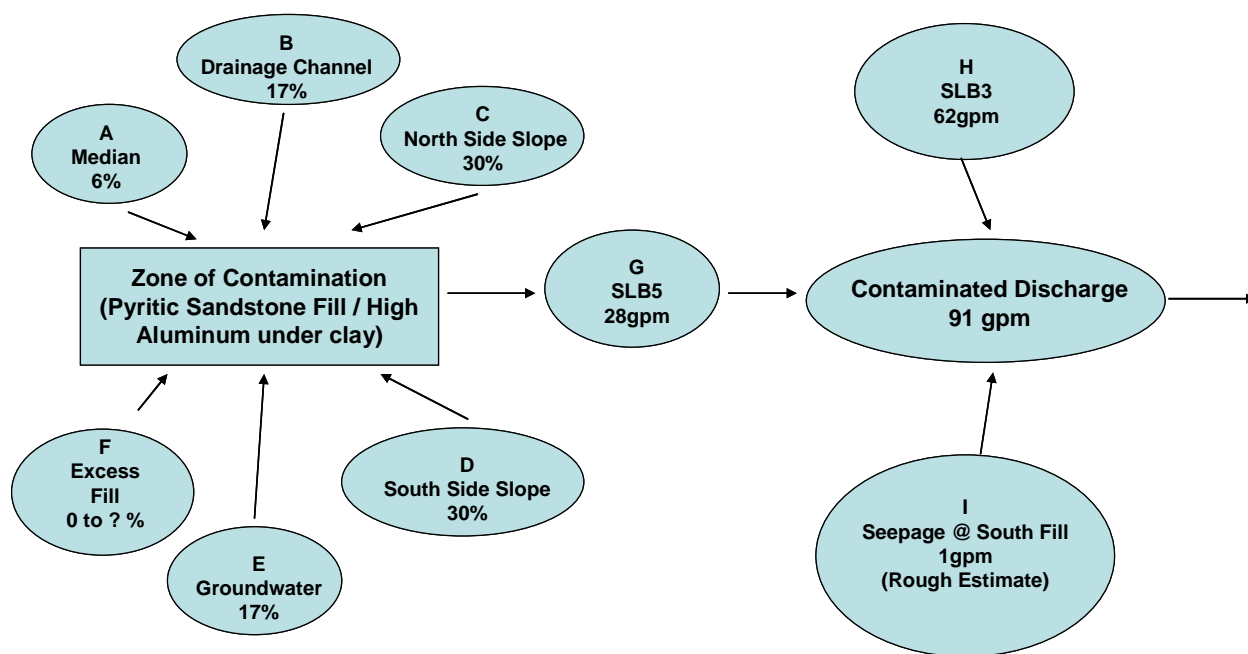 A
Median
6%
B
Drainage Channel
17%
C
North Side Slope
30%
Zone of Contamination
(Pyritic Sandstone Fill / High
Aluminum under clay)
F
Excess
Fill
0 to ? %
E
Groundwater
17%
D
South Side Slope
30%
G
SLB5
28gpm
H
SLB3
62gpm
Contaminated Discharge
91 gpm
I
Seepage @ South Fill
1gpm
(Rough Estimate)